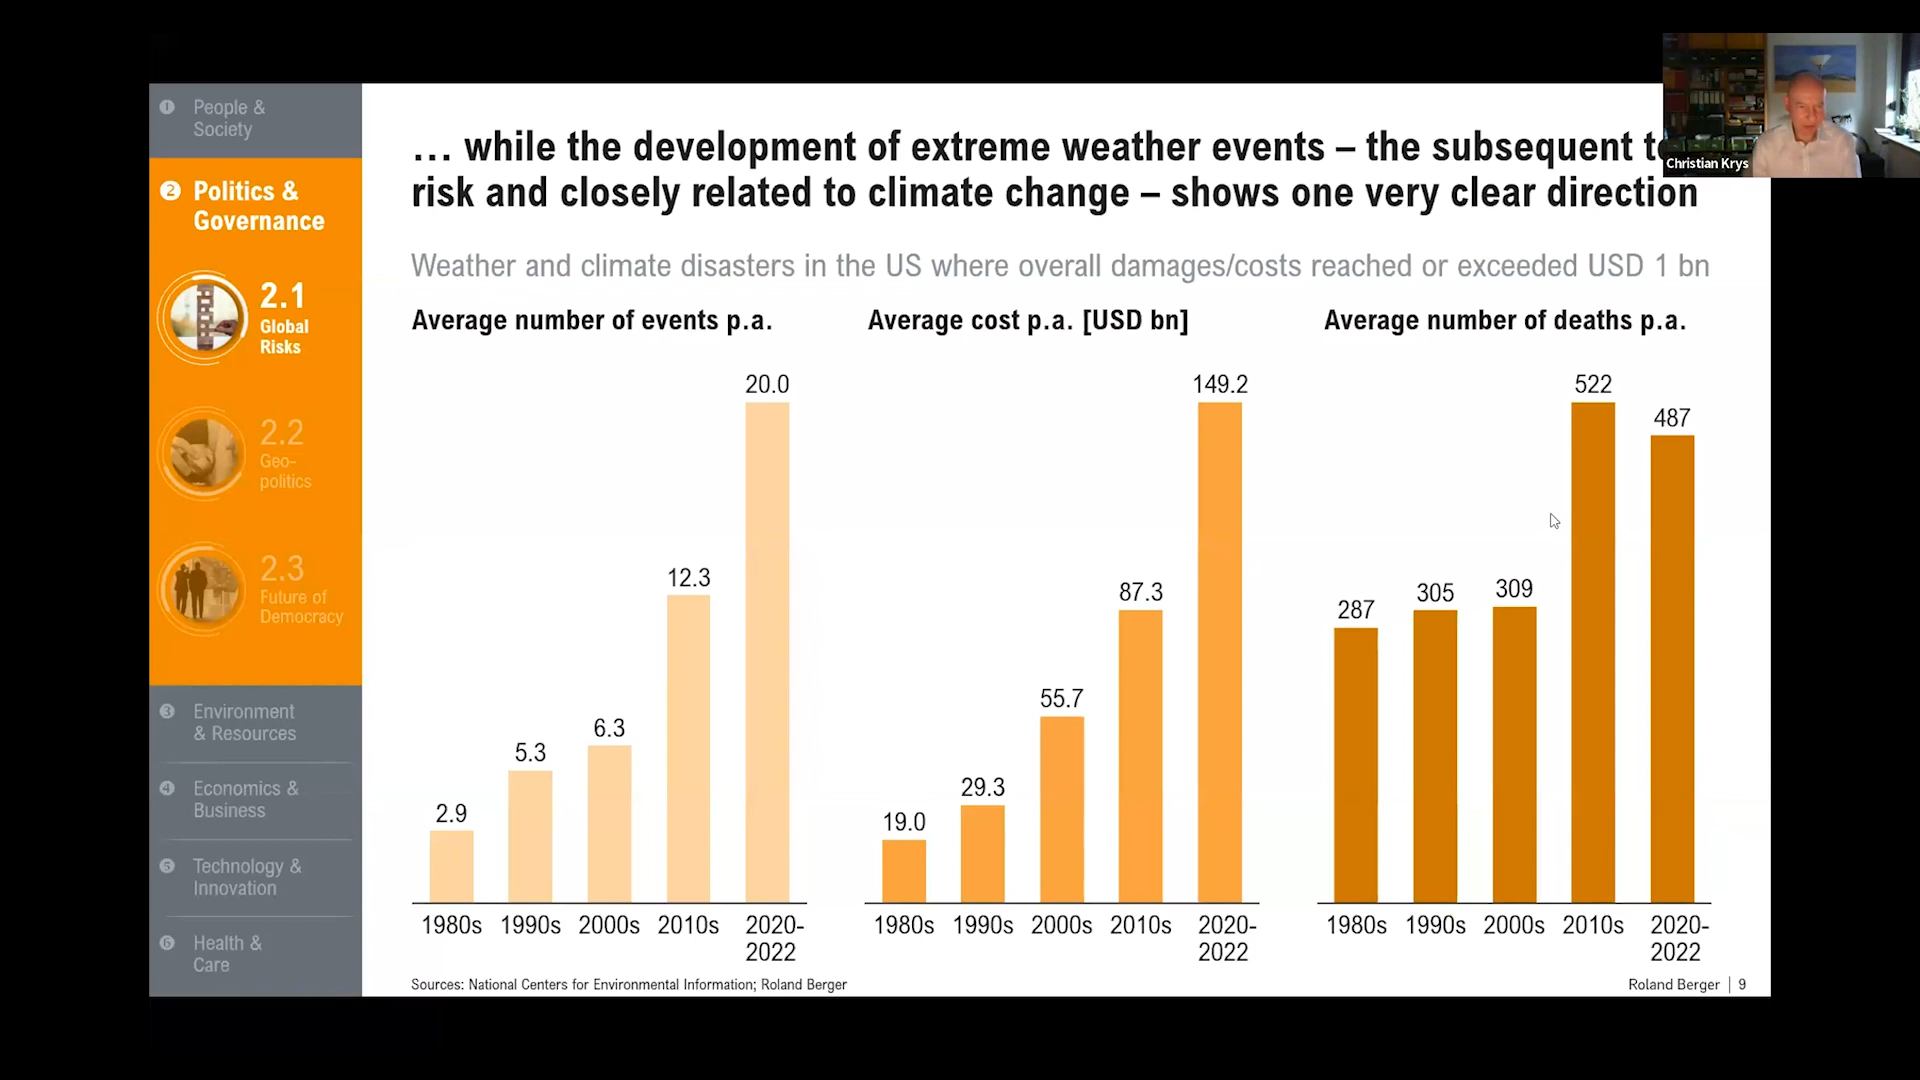 ❶ People &
Society
❷ Politics &
Governance
2.1
Global
Risks
2.2
Geo-
politics
2.3
Future of
Democracy
❸ Environment
& Resources
❹ Economics &
Business
❺ Technology &
Innovation
❻ Health &
Care
… while the development of extreme weather events – the subsequent
risk and closely related to climate change – shows one very clear direction
Christian Krys
Weather and climate disasters in the US where overall damages/costs reached or exceeded USD 1 bn
Average number of events p.a.
2.9
5.3
6.3
12.3
20.0
1980s 1990s 2000s 2010s 2020-
2022
Average cost p.a. [USD bn]
19.0
29.3
55.7
87.3
149.2
1980s 1990s 2000s 2010s 2020-
2022
Average number of deaths p.a.
287
305
309
522
487
1980s 1990s 2000s 2010s 2020-
2022
Sources: National Centers for Environmental Information; Roland Berger
Roland Berger | 9